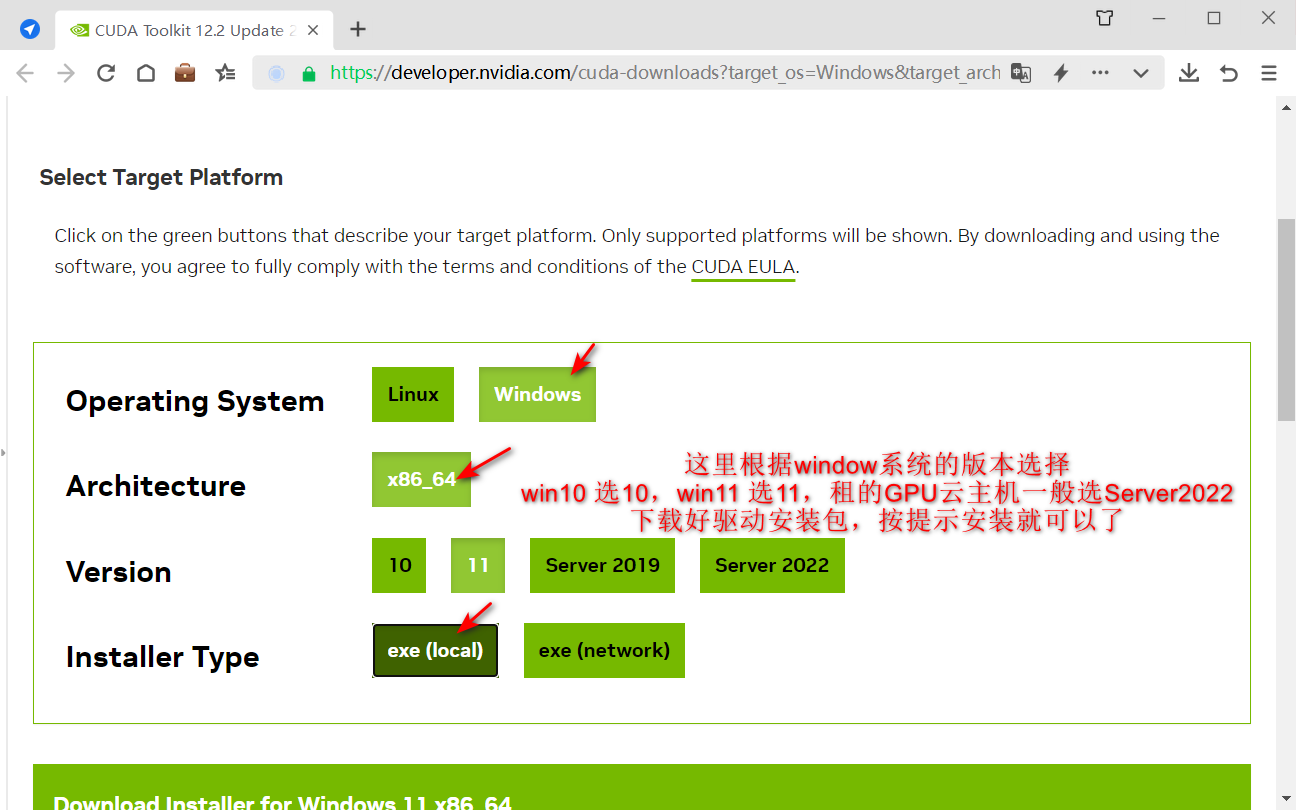 CUDA Toolkit 12.2 Update 2
https://developer.nvidia.com/cuda-downloads?target_os=Windows&target_arch
Select Target Platform
Click on the green buttons that describe your target platform. Only supported platforms will be shown. By downloading and using the
software, you agree to fully comply with the terms and conditions of the CUDA EULA.
Operating System
Linux
Windows
Architecture
x86_64
这里根据window系统的版本选择
win10 选10，win11 选11，租的GPU云主机一般选Server2022
下载好驱动安装包，按提示安装就可以了
Version
10
11
Server 2019
Server 2022
Installer Type
exe (local)
exe (network)
Download Installer for Windows 11 x86_64